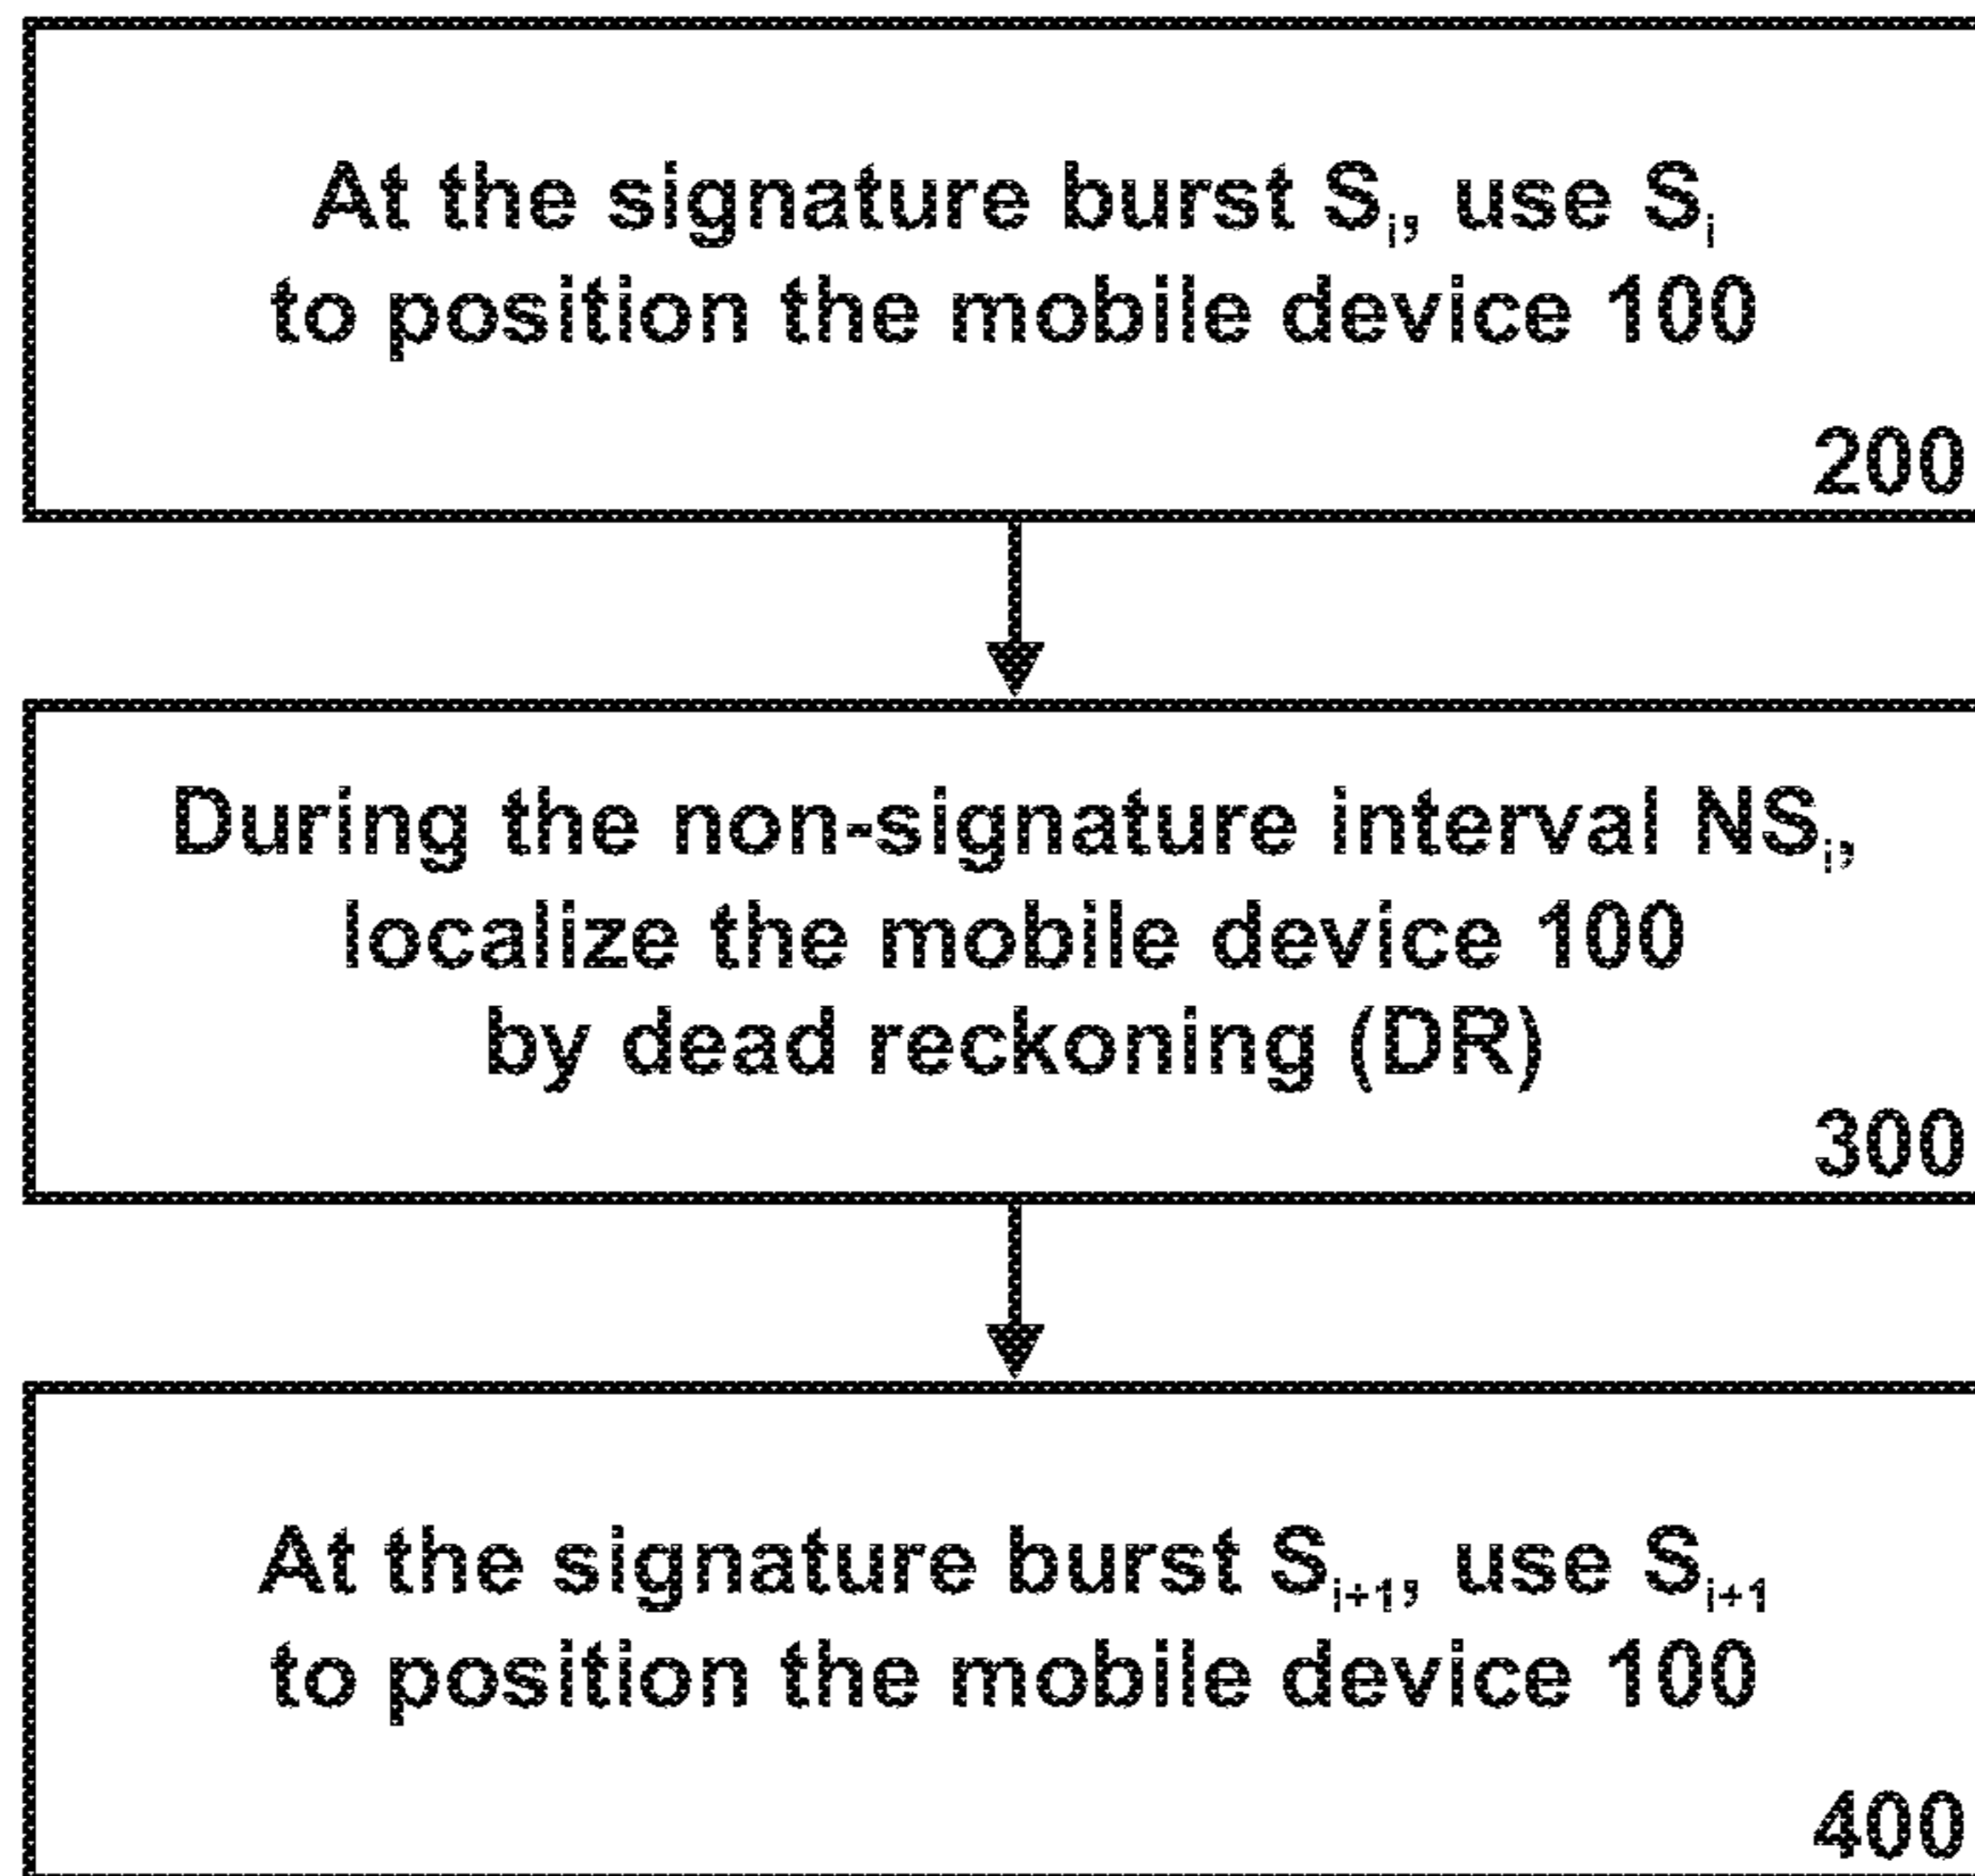 At the signature burst Sᵢ, use Sᵢ
to position the mobile device 100
200
During the non-signature interval NSᵢ,
localize the mobile device 100
by dead reckoning (DR)
300
At the signature burst Sᵢ₊₁, use Sᵢ₊₁
to position the mobile device 100
400